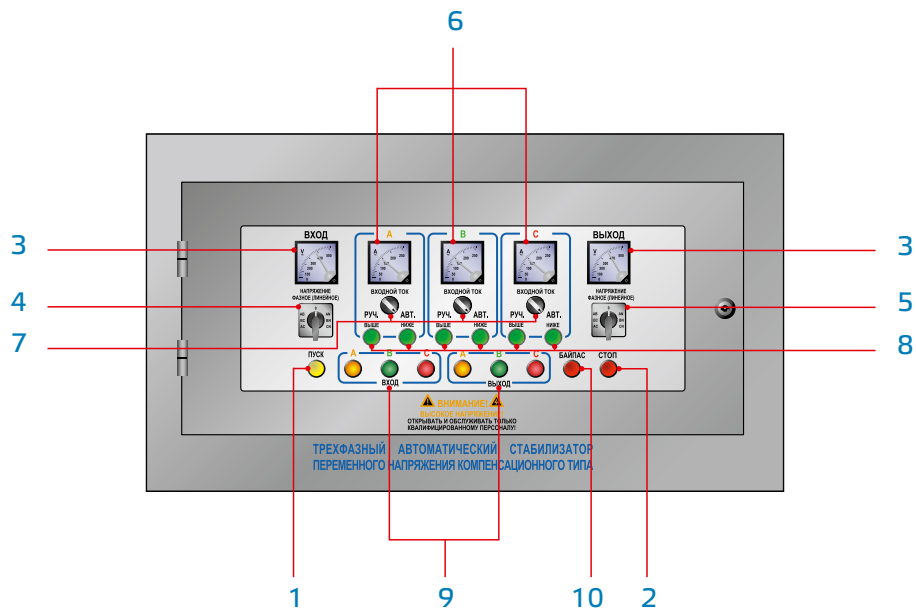 6
ВХОД
A
B
C
ВЫХОД
3
3
V
A
A
A
V
НАПРЯЖЕНИЕ
ФАЗНОЕ (ЛИНЕЙНОЕ)
ВХОДНОЙ ТОК
ВХОДНОЙ ТОК
ВХОДНОЙ ТОК
НАПРЯЖЕНИЕ
ФАЗНОЕ (ЛИНЕЙНОЕ)
4
5
РУЧ. АВТ.
РУЧ. АВТ.
РУЧ. АВТ.
ВЫШЕ НИЖЕ
ВЫШЕ НИЖЕ
ВЫШЕ НИЖЕ
7
8
ПУСК
A B C
ВХОД
A B C
ВЫХОД
БАЙПАС
СТОП
ВНИМАНИЕ!
ВЫСОКОЕ НАПРЯЖЕНИЕ!
ОТКРЫВАТЬ И ОБСЛУЖИВАТЬ ТОЛЬКО
КВАЛИФИЦИРОВАННОМУ ПЕРСОНАЛУ!
ТРЕХФАЗНЫЙ АВТОМАТИЧЕСКИЙ СТАБИЛИЗАТОР
ПЕРЕМЕННОГО НАПРЯЖЕНИЯ КОМПЕНСАЦИОННОГО ТИПА
1
9
10
2